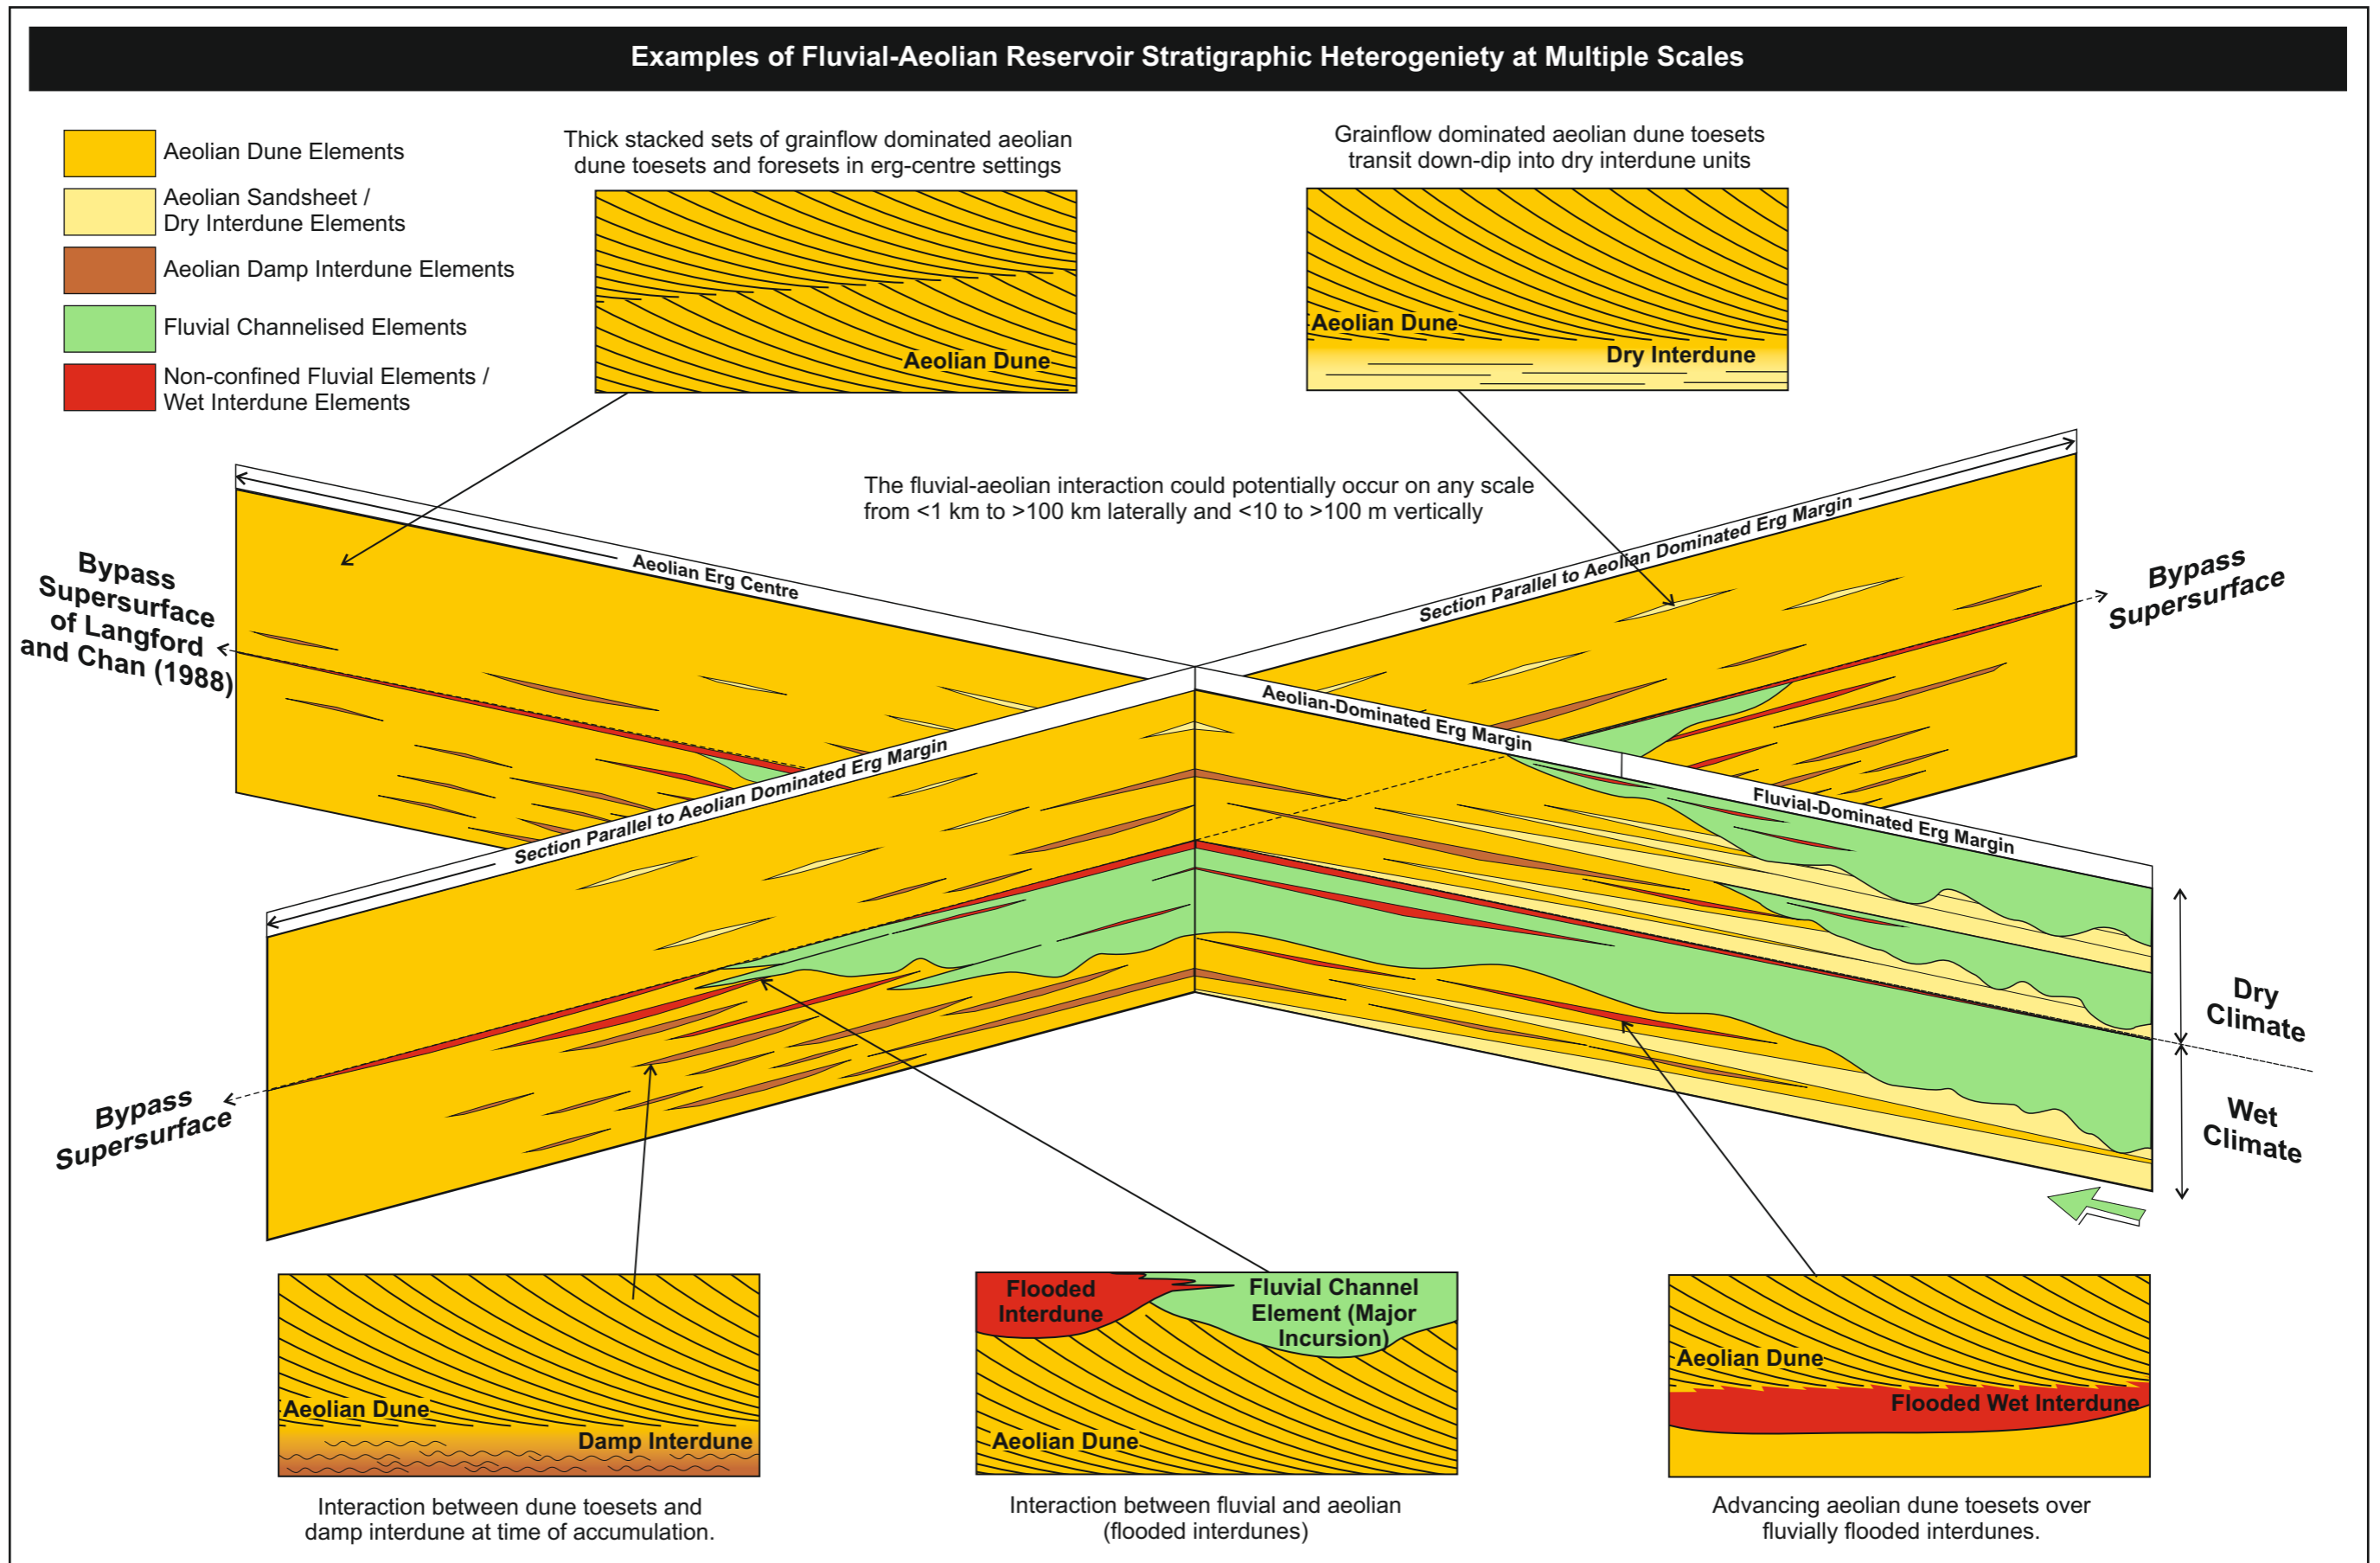 Examples of Fluvial-Aeolian Reservoir Stratigraphic Heterogeniety at Multiple Scales
Aeolian Dune Elements
Aeolian Sandsheet /
Dry Interdune Elements
Aeolian Damp Interdune Elements
Fluvial Channelised Elements
Non-confined Fluvial Elements /
Wet Interdune Elements
Thick stacked sets of grainflow dominated aeolian
dune toesets and foresets in erg-centre settings
Aeolian Dune
Grainflow dominated aeolian dune toesets
transit down-dip into dry interdune units
Aeolian Dune
Dry Interdune
The fluvial-aeolian interaction could potentially occur on any scale
from <1 km to >100 km laterally and <10 to >100 m vertically
Aeolian Erg Centre
Section Parallel to Aeolian Dominated Erg Margin
Bypass
Supersurface
of Langford
and Chan (1988)
Bypass
Supersurface
Aeolian-Dominated Erg Margin
Section Parallel to Aeolian Dominated Erg Margin
Fluvial-Dominated Erg Margin
Dry
Climate
Wet
Climate
Bypass
Supersurface
Aeolian Dune
Damp Interdune
Interaction between dune toesets and
damp interdune at time of accumulation.
Flooded
Interdune
Fluvial Channel
Element (Major
Incursion)
Aeolian Dune
Interaction between fluvial and aeolian
(flooded interdunes)
Aeolian Dune
Flooded Wet Interdune
Advancing aeolian dune toesets over
fluvially flooded interdunes.